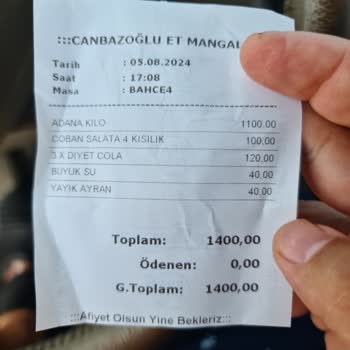 :::CANBAZOĞLU ET MANGAL
Tarih : 05.08.2024
Saat : 17:08
Masa : BAHCE4
ADANA KILO 1100,00
COBAN SALATA 4 KISILIK 100,00
3 X DIYET COLA 120,00
BUYUK SU 40,00
YAYIK AYRAN 40,00
Toplam: 1400,00
Ödenen: 0,00
G.Toplam: 1400,00
:::Afiyet Olsun Yine Bekleriz:::